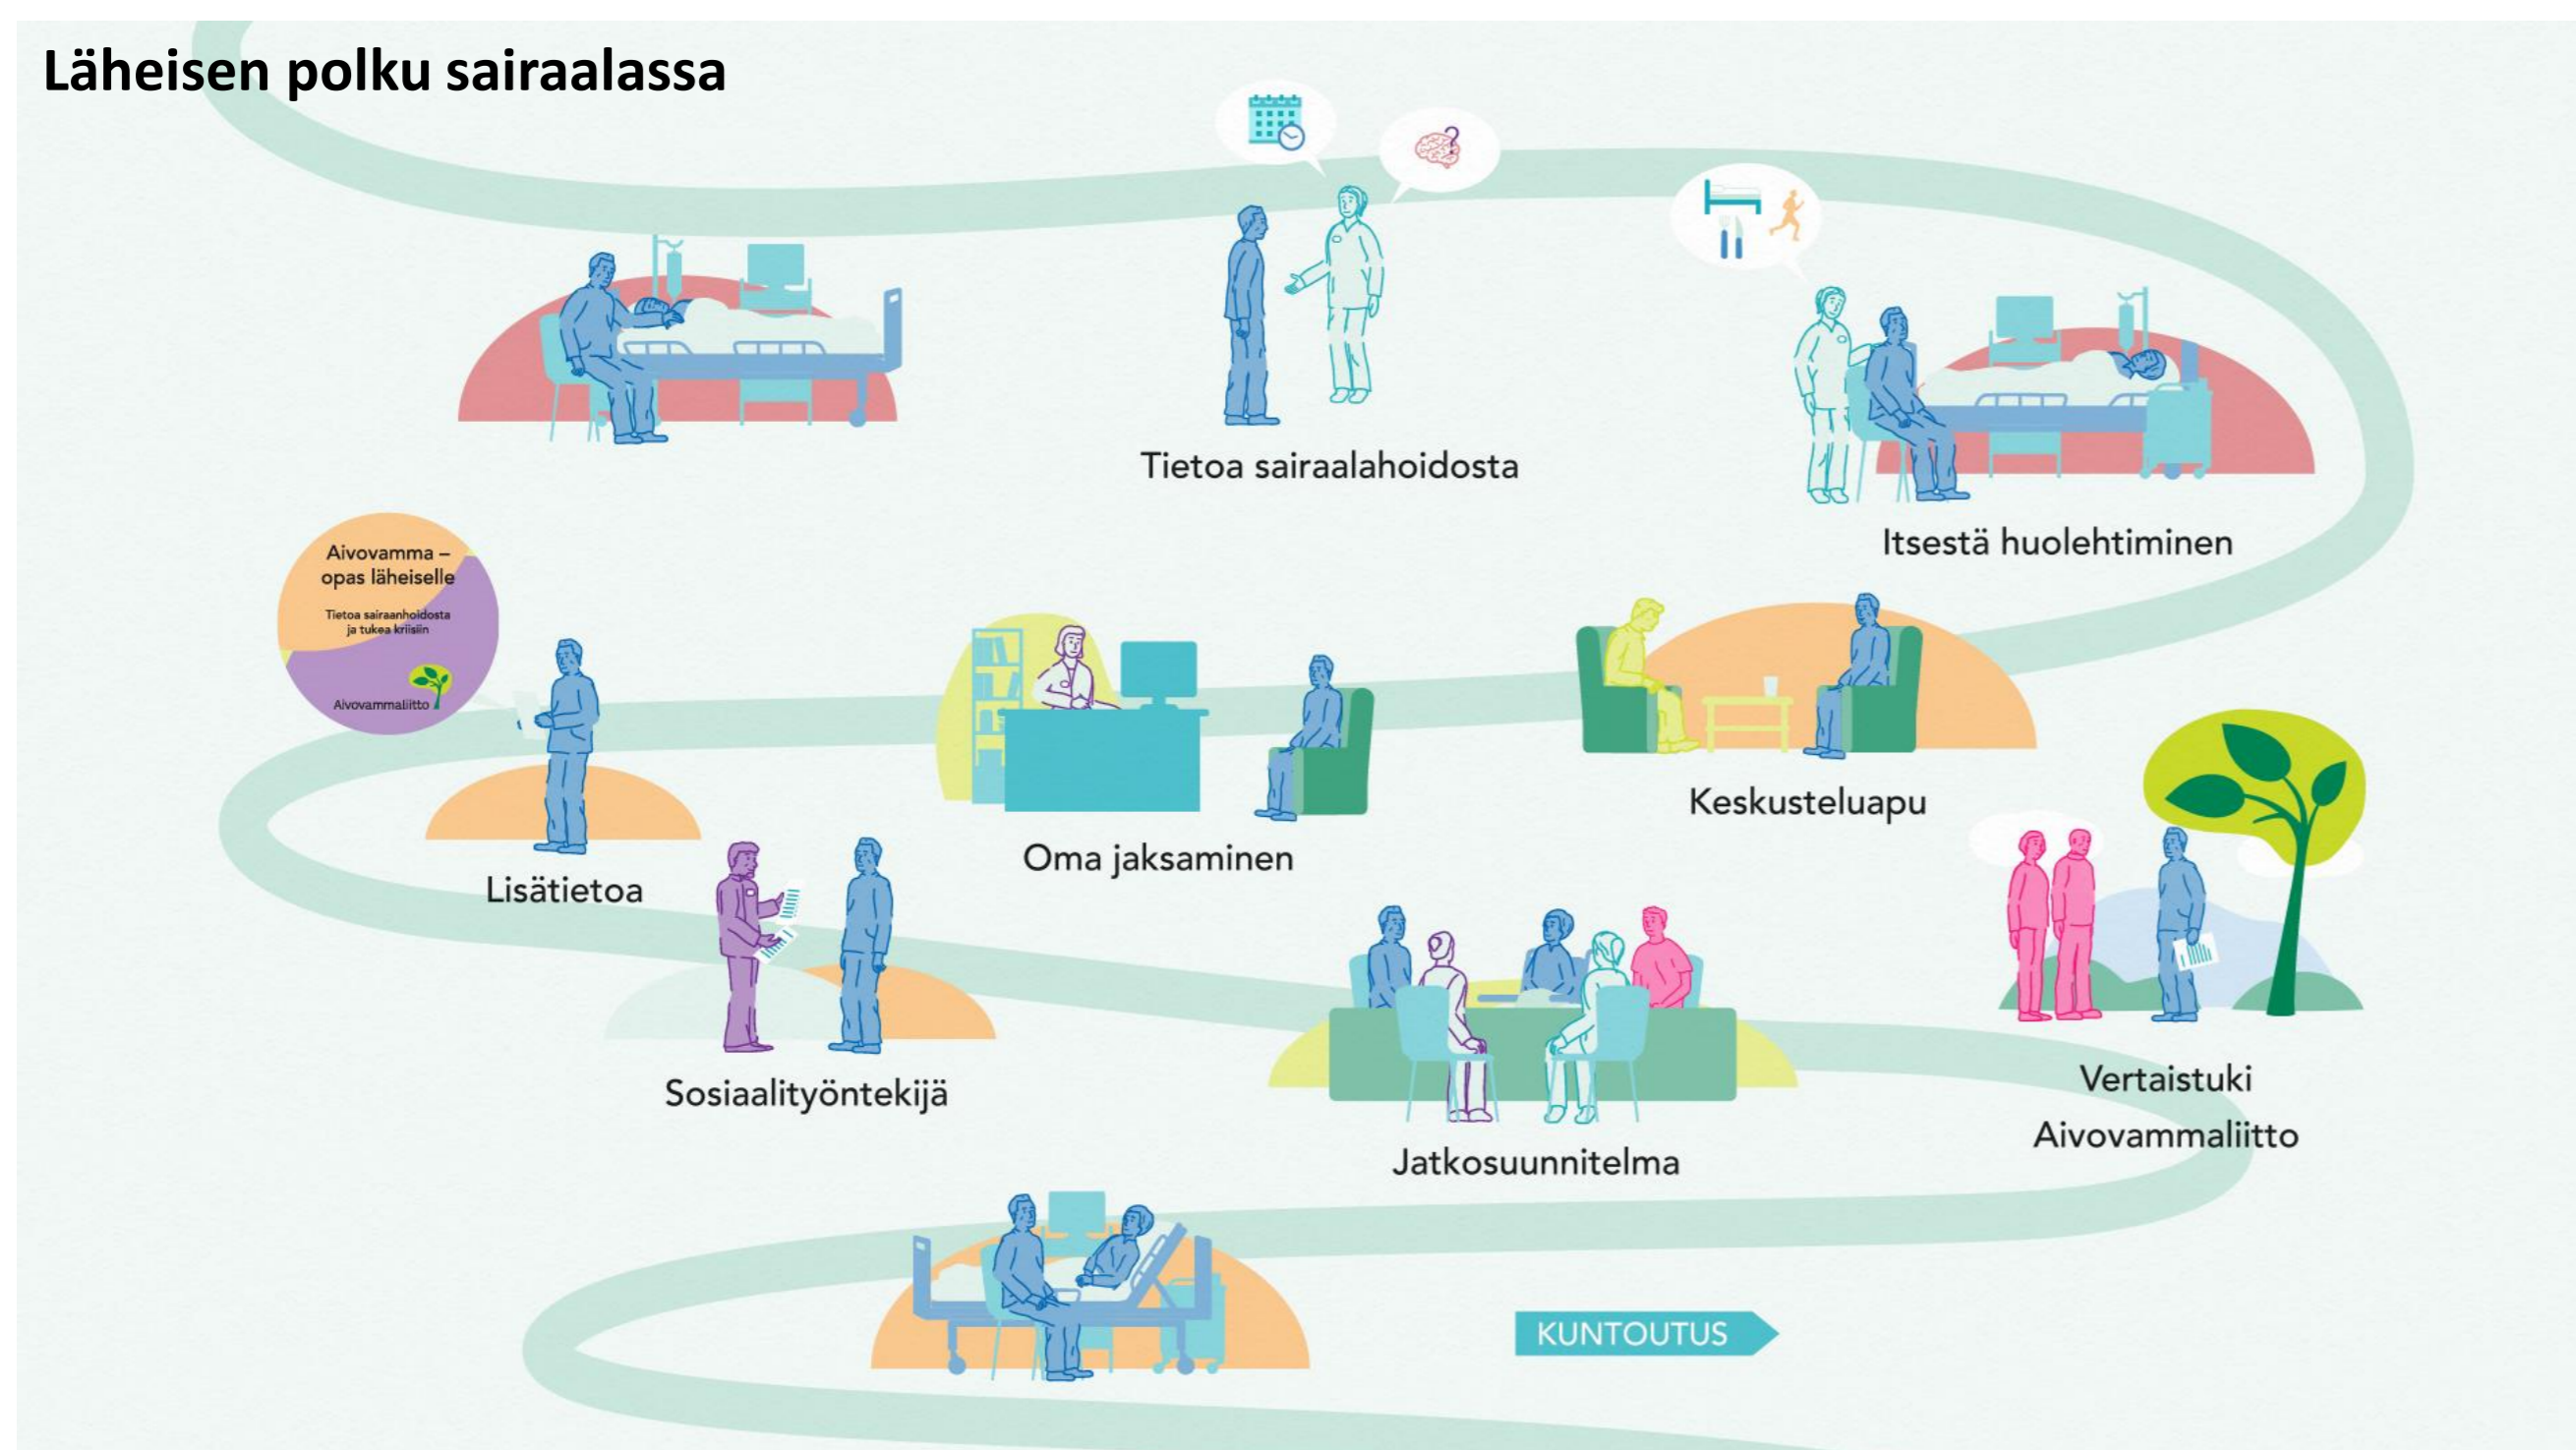 Läheisen polku sairaalassa
Tietoa sairaalahoidosta
Itsestä huolehtiminen
Aivovamma –
opas läheiselle
Tietoa sairaanhoidosta
ja tukea kriisiin
Aivovammaliitto
Keskusteluapu
Oma jaksaminen
Lisätietoa
Sosiaalityöntekijä
Jatkosuunnitelma
Vertaistuki
Aivovammaliitto
KUNTOUTUS